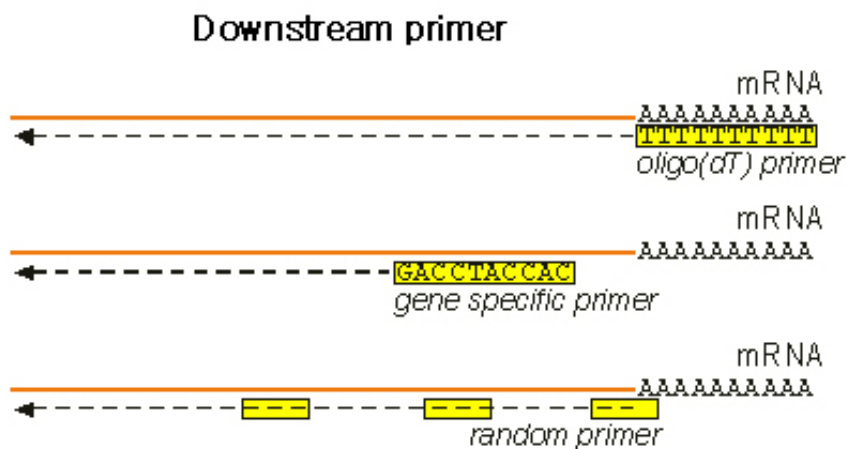 Downstream primer
mRNA
AAAAAAAAAA
TTTTTTTTTT
oligo(dT) primer
mRNA
AAAAAAAAAA
GACCTACCAC
gene specific primer
mRNA
AAAAAAAAAA
random primer